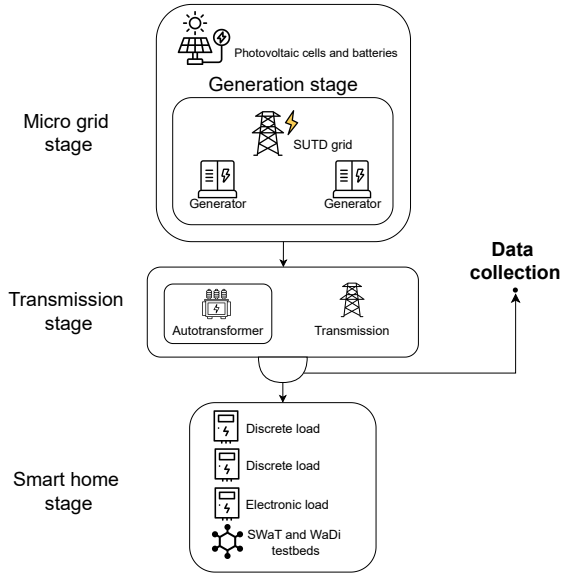 Photovoltaic cells and batteries
Generation stage
Micro grid
stage
SUTD grid
Generator
Generator
Data
collection
Transmission
stage
Autotransformer
Transmission
Discrete load
Discrete load
Smart home
stage
Electronic load
SWaT and WaDi
testbeds